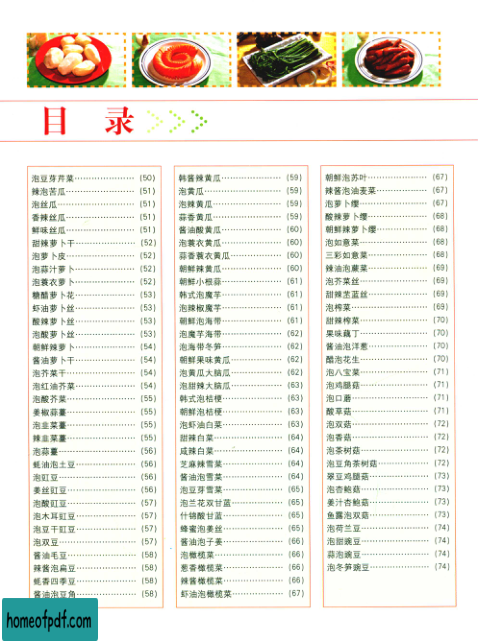 目 录
泡豆芽芹菜 (50)
辣泡苦瓜 (51)
泡丝瓜 (51)
香辣丝瓜 (51)
鲜味丝瓜 (51)
甜辣萝卜干 (52)
泡萝卜皮 (52)
泡蒜汁萝卜 (52)
泡蓑衣萝卜 (52)
糖醋萝卜花 (53)
虾油萝卜丝 (53)
酸辣萝卜丝 (53)
泡酸萝卜丝 (53)
朝鲜辣萝卜 (54)
酱油萝卜干 (54)
泡芥菜干 (54)
泡红油芥菜 (54)
泡酸芥菜 (55)
姜椒蒜薹 (55)
泡韭菜薹 (55)
辣韭菜薹 (55)
泡蒜薹 (56)
蚝油泡土豆 (56)
泡豇豆 (56)
姜丝豇豆 (56)
泡酸豇豆 (57)
泡木耳豇豆 (57)
泡豆干豇豆 (57)
泡双豆 (57)
酱油毛豆 (58)
辣酱泡扁豆 (58)
蚝香四季豆 (58)
酱油泡豆角 (58)
韩酱辣黄瓜 (59)
泡黄瓜 (59)
泡辣黄瓜 (59)
蒜香黄瓜 (59)
酱油酸黄瓜 (60)
泡蓑衣黄瓜 (60)
蒜香蓑衣黄瓜 (60)
朝鲜辣黄瓜 (60)
朝鲜小根蒜 (61)
韩式泡魔芋 (61)
泡辣椒魔芋 (61)
朝鲜泡海带 (61)
泡魔芋海带 (62)
泡海带冬笋 (62)
朝鲜果味黄瓜 (62)
泡黄瓜大脑瓜 (62)
泡甜辣大脑瓜 (63)
韩式泡桔梗 (63)
朝鲜泡桔梗 (63)
泡虾油白菜 (63)
甜辣白菜 (64)
咸辣白菜 (64)
芝麻辣雪菜 (64)
酱油泡雪菜 (64)
泡豆芽雪菜 (65)
泡兰花双甘蓝 (65)
什锦酸甘蓝 (65)
蜂蜜泡姜丝 (65)
酱油泡子姜 (66)
泡橄榄菜 (66)
葱香橄榄菜 (66)
辣酱橄榄菜 (66)
虾油泡橄榄菜 (67)
朝鲜泡苏叶 (67)
辣酱泡油麦菜 (67)
泡萝卜缨 (67)
酸辣萝卜缨 (68)
朝鲜辣萝卜缨 (68)
泡如意菜 (68)
三彩如意菜 (68)
辣油泡蕨菜 (69)
泡芥菜丝 (69)
甜辣苤蓝丝 (69)
泡榨菜 (69)
甜辣榨菜 (70)
果味藕丁 (70)
酱油泡洋葱 (70)
醋泡花生 (70)
泡八宝菜 (71)
泡鸡腿菇 (71)
泡口蘑 (71)
酸草菇 (71)
泡双菇 (72)
泡香菇 (72)
泡茶树菇 (72)
泡豆角茶树菇 (72)
翠豆鸡腿菇 (73)
泡杏鲍菇 (73)
姜汁杏鲍菇 (73)
鱼露泡双菇 (73)
泡荷兰豆 (74)
泡甜豌豆 (74)
蒜泡豌豆 (74)
泡冬笋豌豆 (74)
homeofpdf.com